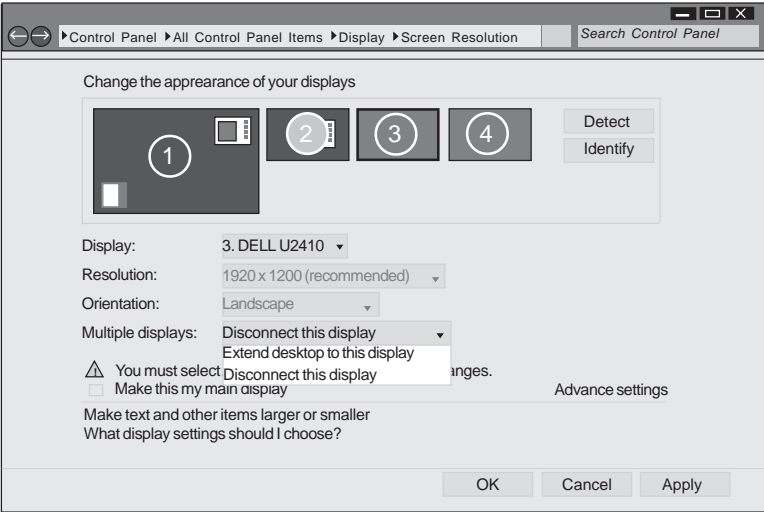 Control Panel All Control Panel Items Display Screen Resolution Search Control Panel
Change the apprearance of your displays
1 2 3 4
Detect
Identify
Display: 3. DELL U2410
Resolution: 1920 x 1200 (recommended)
Orientation: Landscape
Multiple displays: Disconnect this display
Extend desktop to this display
Disconnect this display
You must select anges.
Make this my main display Advance settings
Make text and other items larger or smaller
What display settings should I choose?
OK Cancel Apply